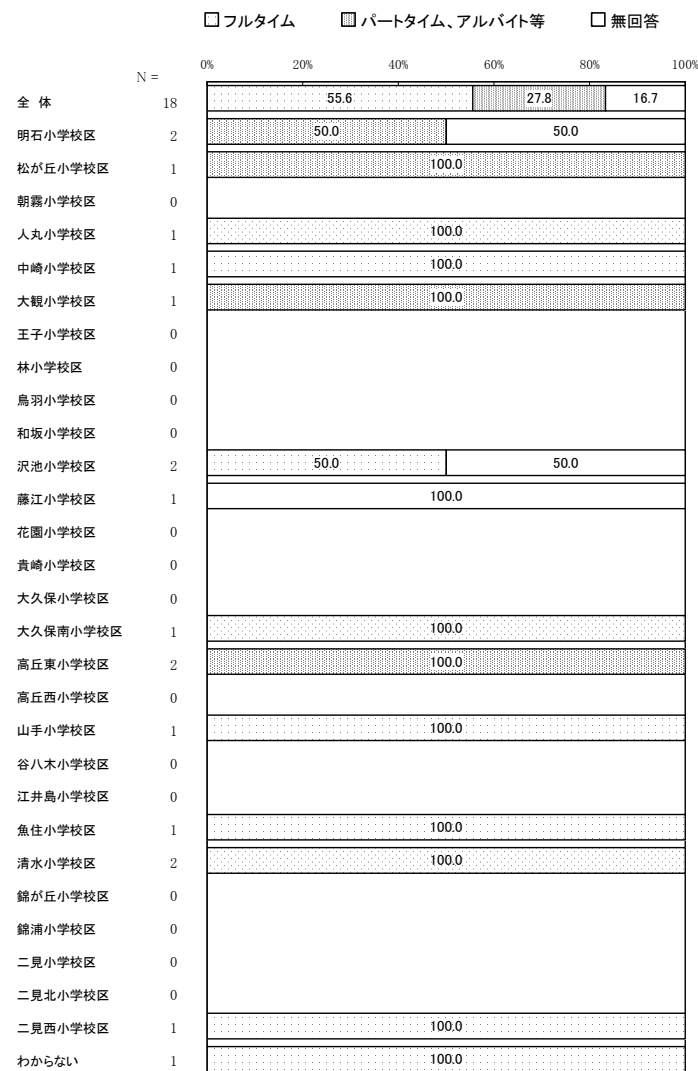 フルタイム パートタイム、アルバイト等 無回答
0% 20% 40% 60% 80% 100%
N =
全 体 18 55.6 27.8 16.7
明石小学校区 2 50.0 50.0
松が丘小学校区 1 100.0
朝霧小学校区 0
人丸小学校区 1 100.0
中崎小学校区 1 100.0
大観小学校区 1 100.0
王子小学校区 0
林小学校区 0
鳥羽小学校区 0
和坂小学校区 0
沢池小学校区 2 50.0 50.0
藤江小学校区 1 100.0
花園小学校区 0
貴崎小学校区 0
大久保小学校区 0
大久保南小学校区 1 100.0
高丘東小学校区 2 100.0
高丘西小学校区 0
山手小学校区 1 100.0
谷八木小学校区 0
江井島小学校区 0
魚住小学校区 1 100.0
清水小学校区 2 100.0
錦が丘小学校区 0
錦浦小学校区 0
二見小学校区 0
二見北小学校区 0
二見西小学校区 1 100.0
わからない 1 100.0